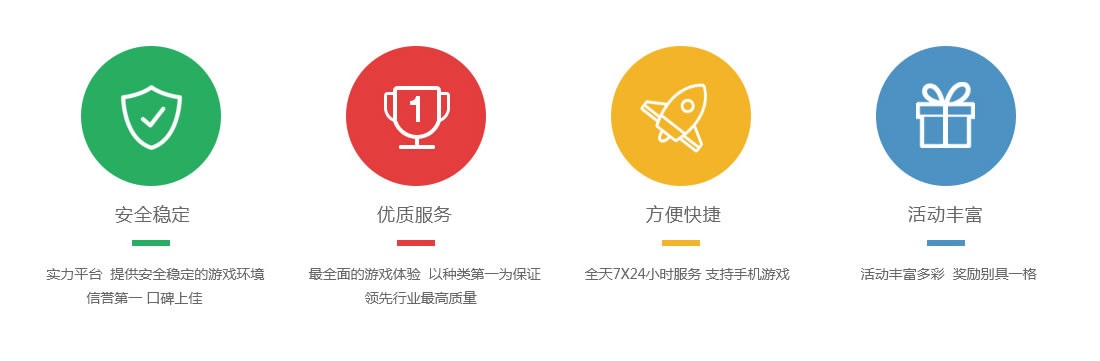 1
安全稳定
优质服务
方便快捷
活动丰富
实力平台 提供安全稳定的游戏环境
信誉第一 口碑上佳
最全面的游戏体验 以种类第一为保证
领先行业最高质量
全天7X24小时服务 支持手机游戏
活动丰富多彩 奖励别具一格